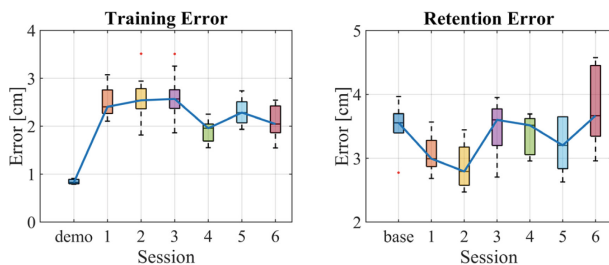 Training Error
Error [cm]
4
3
2
1
0
demo 1 2 3 4 5 6
Session
Retention Error
Error [cm]
5
4
3
2
base 1 2 3 4 5 6
Session